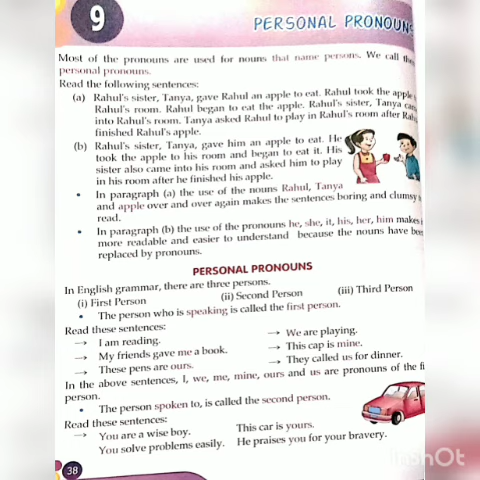 9
PERSONAL PRONOUNS
Most of the pronouns are used for nouns that name persons. We call
personal pronouns.
Read the following sentences:
(a) Rahul's sister, Tanya, gave Rahul an apple to eat. Rahul took the apple
Rahul's room. Rahul began to eat the apple. Rahul's sister, Tanya
into Rahul's room. Tanya asked Rahul to play in Rahul's room after
finished Rahul's apple.
(b) Rahul's sister, Tanya, gave him an apple to eat. He
took the apple to his room and began to eat it. His
sister also came into his room and asked him to play
in his room after he finished his apple.
• In paragraph (a) the use of the nouns Rahul, Tanya
and apple over and over again makes the sentences boring and clumsy
read.
• In paragraph (b) the use of the pronouns he, she, it, his, her, him makes
more readable and easier to understand because the nouns have
replaced by pronouns.
PERSONAL PRONOUNS
In English grammar, there are three persons.
(i) First Person (ii) Second Person (iii) Third Person
• The person who is speaking is called the first person.
Read these sentences:
→ I am reading. → We are playing.
→ My friends gave me a book. → This cap is mine.
→ These pens are ours. → They called us for dinner.
In the above sentences, I, we, me, mine, ours and us are pronouns of the
person.
• The person spoken to, is called the second person.
Read these sentences:
→ You are a wise boy. This car is yours.
You solve problems easily. He praises you for your bravery.
38